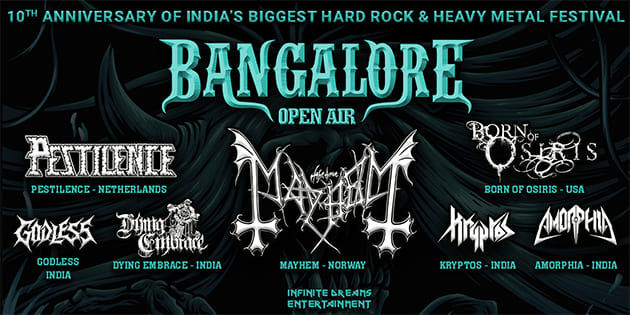 10TH ANNIVERSARY OF INDIA'S BIGGEST HARD ROCK & HEAVY METAL FESTIVAL
BANGALORE
OPEN AIR
PESTILENCE
PESTILENCE - NETHERLANDS
BORN OF OSIRIS
BORN OF OSIRIS - USA
MAYHEM
MAYHEM - NORWAY
GODLESS
GODLESS
INDIA
Dying
Embrace
DYING EMBRACE - INDIA
Kryptos
KRYPTOS - INDIA
AMORPHIA
AMORPHIA - INDIA
INFINITE DREAMS
ENTERTAINMENT